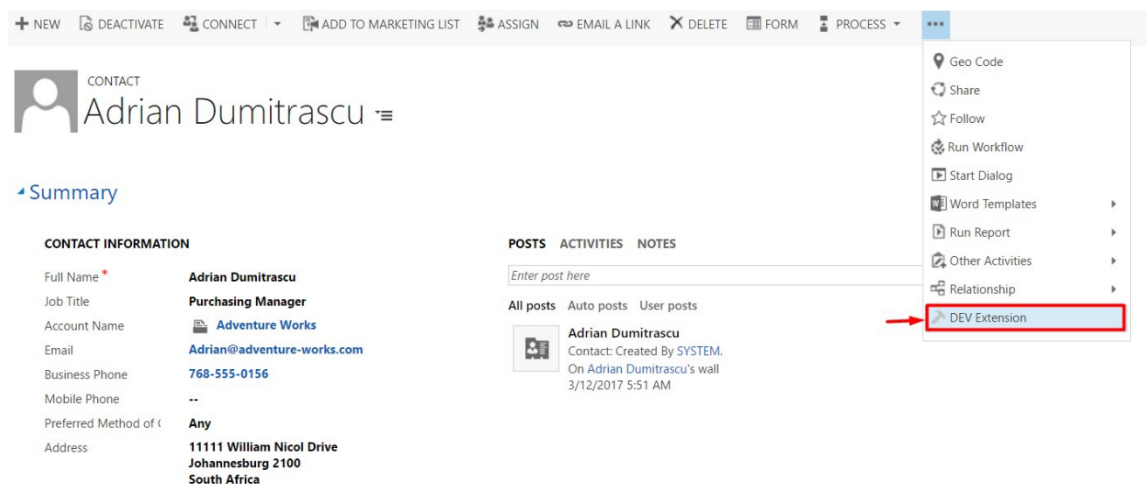 NEW DEACTIVATE CONNECT ADD TO MARKETING LIST ASSIGN EMAIL A LINK DELETE FORM PROCESS
Geo Code
Share
Follow
Run Workflow
Start Dialog
Word Templates
Run Report
Other Activities
Relationship
DEV Extension
CONTACT
Adrian Dumitrascu
Summary
CONTACT INFORMATION
Full Name* Adrian Dumitrascu
Job Title Purchasing Manager
Account Name Adventure Works
Email Adrian@adventure-works.com
Business Phone 768-555-0156
Mobile Phone --
Preferred Method of C Any
Address 11111 William Nicol Drive
Johannesburg 2100
South Africa
POSTS ACTIVITIES NOTES
Enter post here
All posts Auto posts User posts
Adrian Dumitrascu
Contact: Created By SYSTEM.
On Adrian Dumitrascu's wall
3/12/2017 5:51 AM